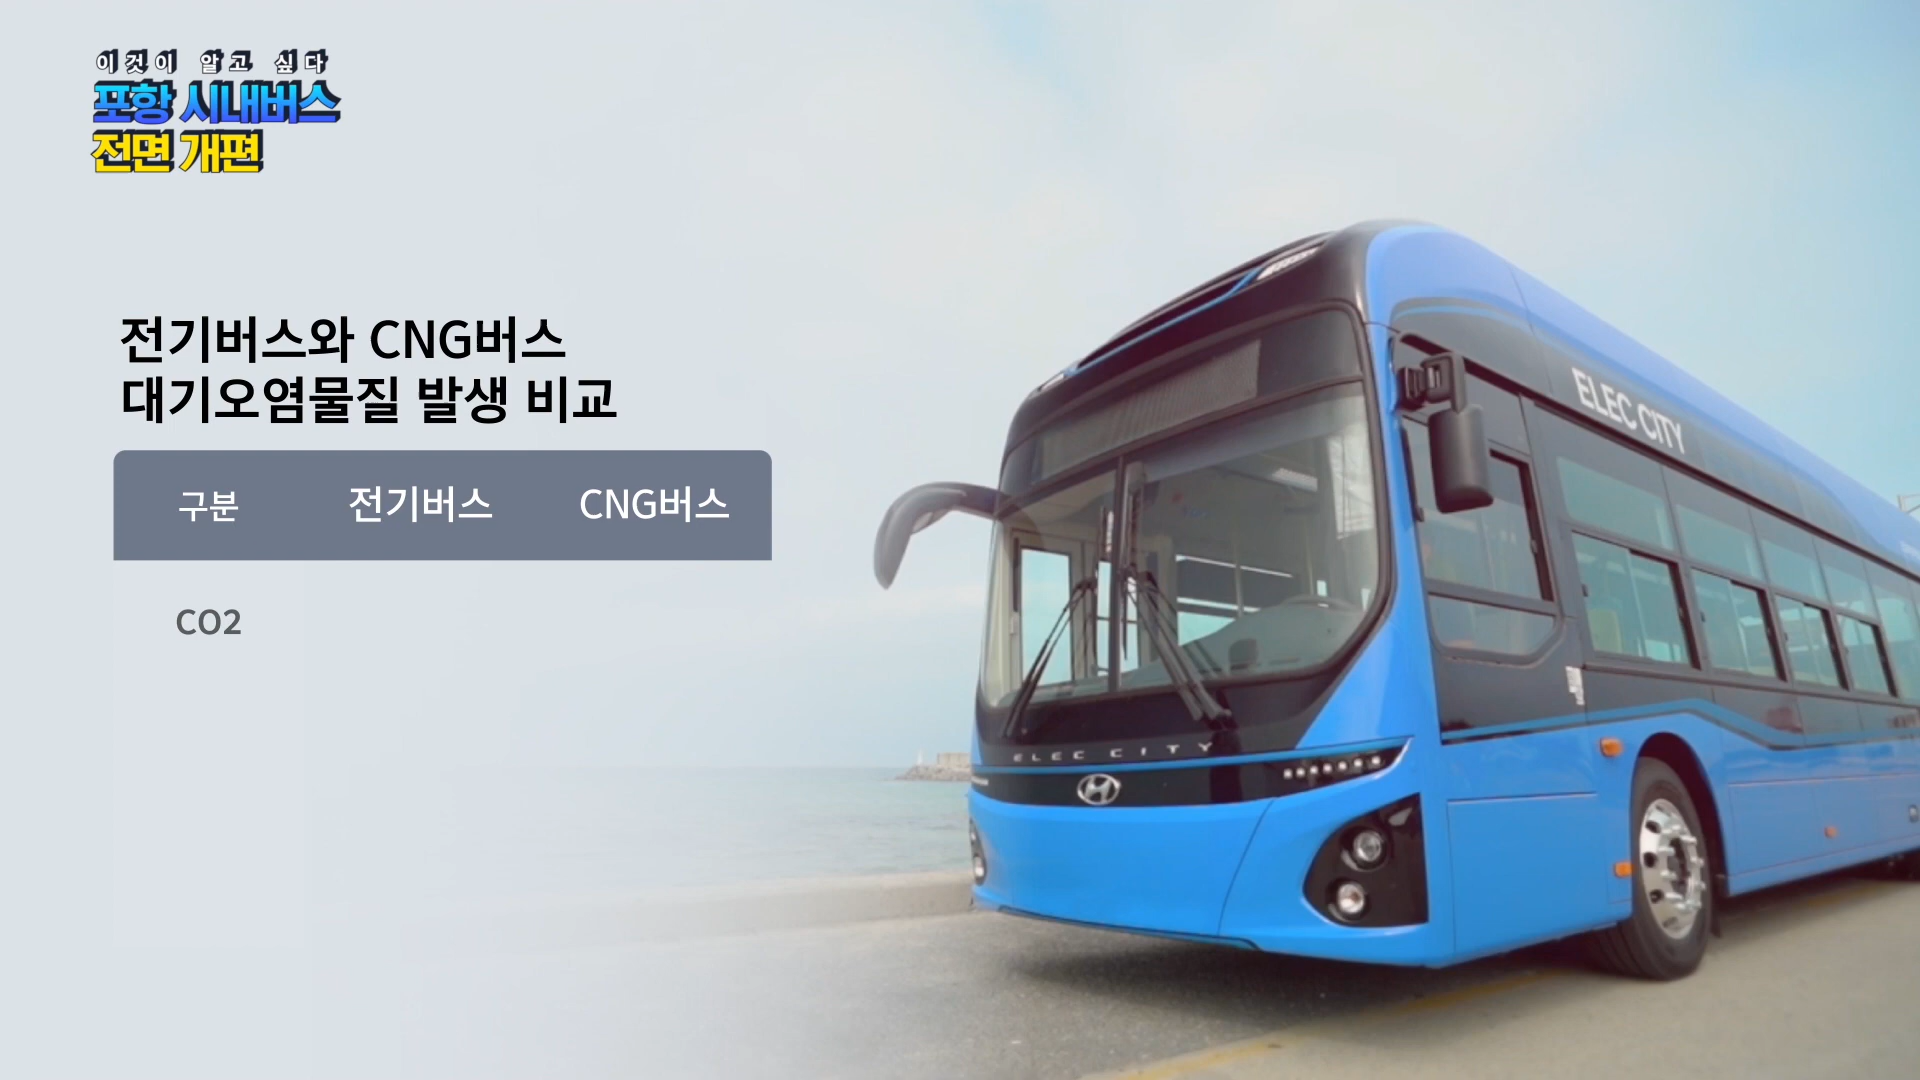 이것이 알고 싶다
포항 시내버스
전면 개편
전기버스와 CNG버스
대기오염물질 발생 비교
구분 전기버스 CNG버스
CO2
ELEC CITY
ELEC CITY